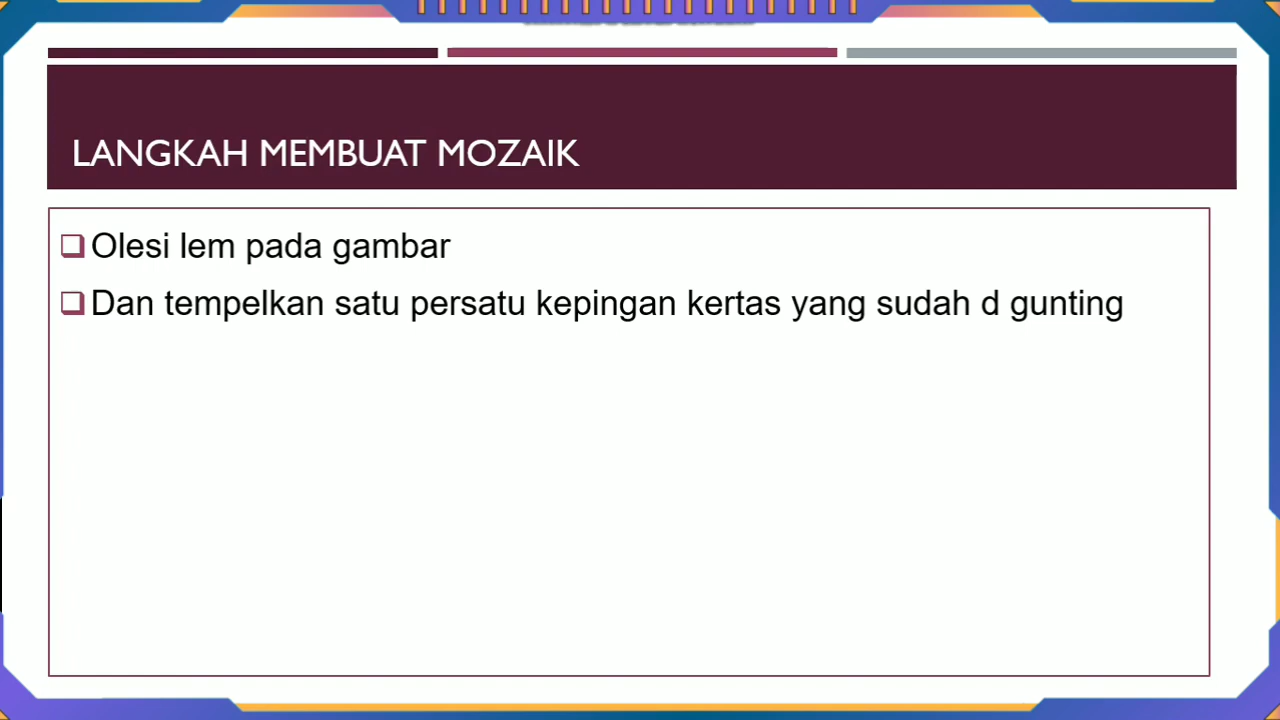 LANGKAH MEMBUAT MOZAIK
Olesi lem pada gambar
Dan tempelkan satu persatu kepingan kertas yang sudah d gunting